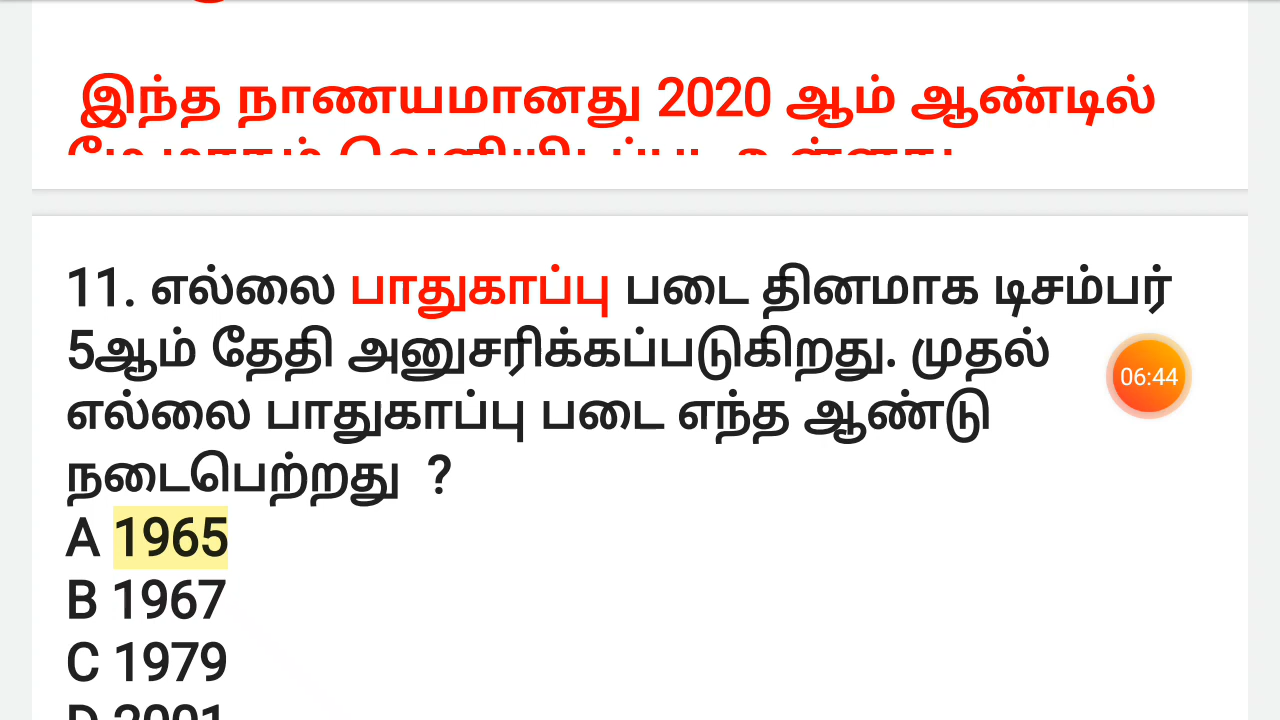 இந்த நாணயமானது 2020 ஆம் ஆண்டில்
11. எல்லை பாதுகாப்பு படை தினமாக டிசம்பர்
5ஆம் தேதி அனுசரிக்கப்படுகிறது. முதல்
எல்லை பாதுகாப்பு படை எந்த ஆண்டு
நடைபெற்றது ?
06:44
A 1965
B 1967
C 1979
D 2001